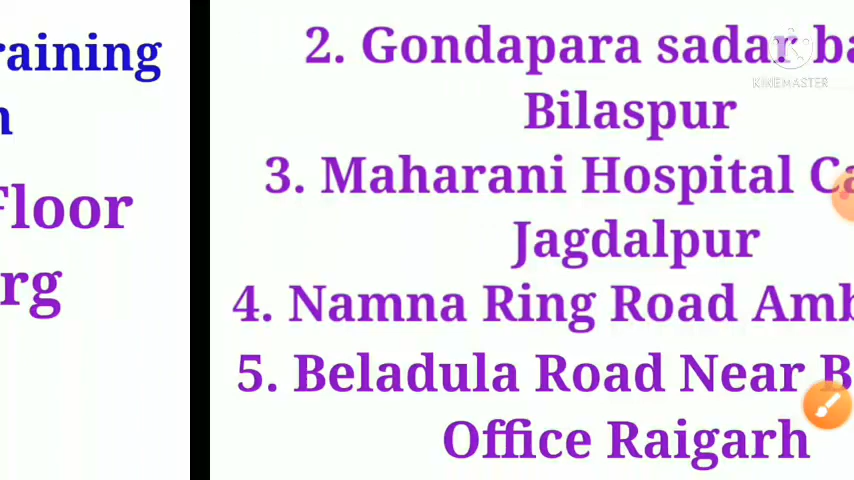 raining
n
Floor
rg
2. Gondapara sadar ba
Bilaspur
3. Maharani Hospital Ca
Jagdalpur
4. Namna Ring Road Amb
5. Beladula Road Near B
Office Raigarh
KINEMASTER